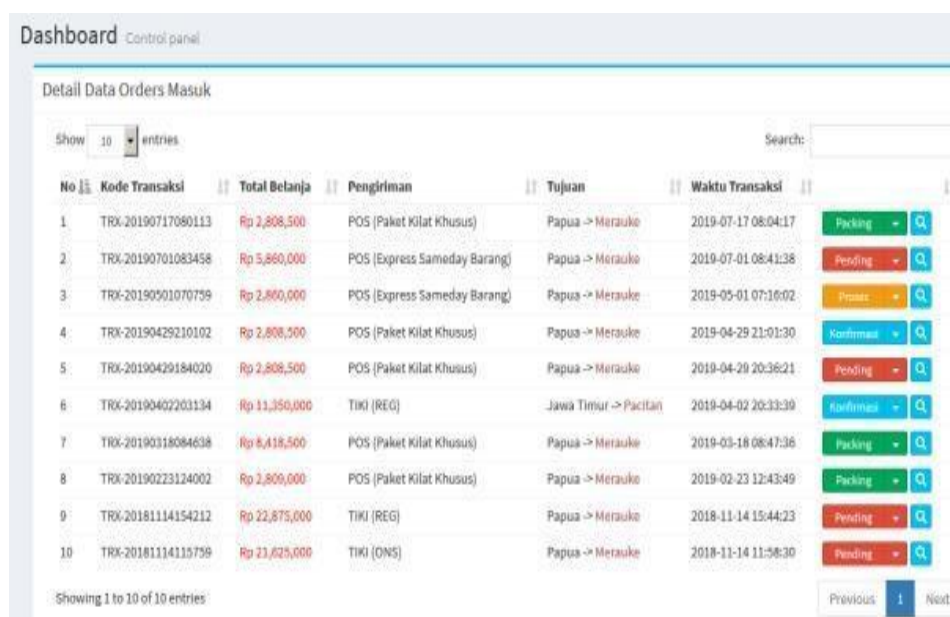 Dashboard Control panel
Detail Data Orders Masuk
Show 10 entries Search:
No Kode Transaksi Total Belanja Pengiriman Tujuan Waktu Transaksi
1 TRX-20190717080113 Rp 2,808,500 POS (Paket Kilat Khusus) Papua -> Merauke 2019-07-17 08:04:17 Packing
2 TRX-20190701083458 Rp 5,860,000 POS (Express Sameday Barang) Papua -> Merauke 2019-07-01 08:41:38 Pending
3 TRX-20190501070759 Rp 2,860,000 POS (Express Sameday Barang) Papua -> Merauke 2019-05-01 07:16:02 Proses
4 TRX-20190429210102 Rp 2,808,500 POS (Paket Kilat Khusus) Papua -> Merauke 2019-04-29 21:01:30 Konfirmasi
5 TRX-20190429184020 Rp 2,808,500 POS (Paket Kilat Khusus) Papua -> Merauke 2019-04-29 20:36:21 Pending
6 TRX-20190402203134 Rp 11,350,000 TIKI (REG) Jawa Timur -> Pacitan 2019-04-02 20:33:39 Konfirmasi
7 TRX-20190318084638 Rp 8,418,500 POS (Paket Kilat Khusus) Papua -> Merauke 2019-03-18 08:47:36 Packing
8 TRX-20190223124002 Rp 2,809,000 POS (Paket Kilat Khusus) Papua -> Merauke 2019-02-23 12:43:49 Packing
9 TRX-20181114154212 Rp 22,875,000 TIKI (REG) Papua -> Merauke 2018-11-14 15:44:23 Pending
10 TRX-20181114115759 Rp 21,625,000 TIKI (ONS) Papua -> Merauke 2018-11-14 11:58:30 Pending
Showing 1 to 10 of 10 entries Previous 1 Next